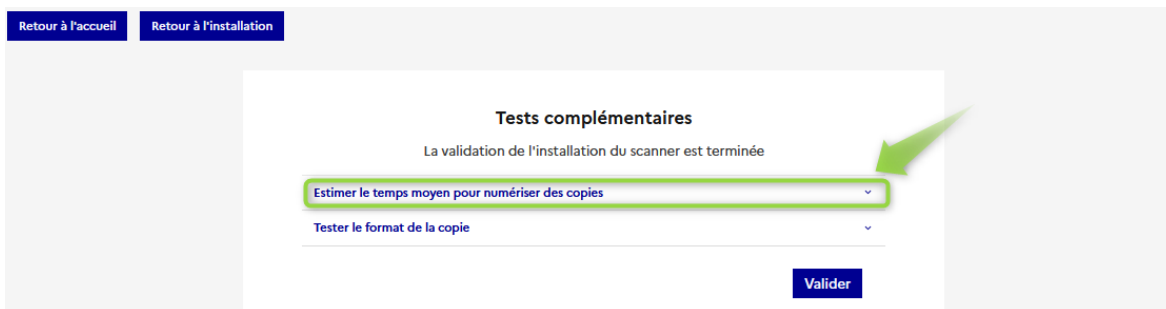 Retour à l'accueil Retour à l'installation
Tests complémentaires
La validation de l'installation du scanner est terminée
Estimer le temps moyen pour numériser des copies
Tester le format de la copie
Valider